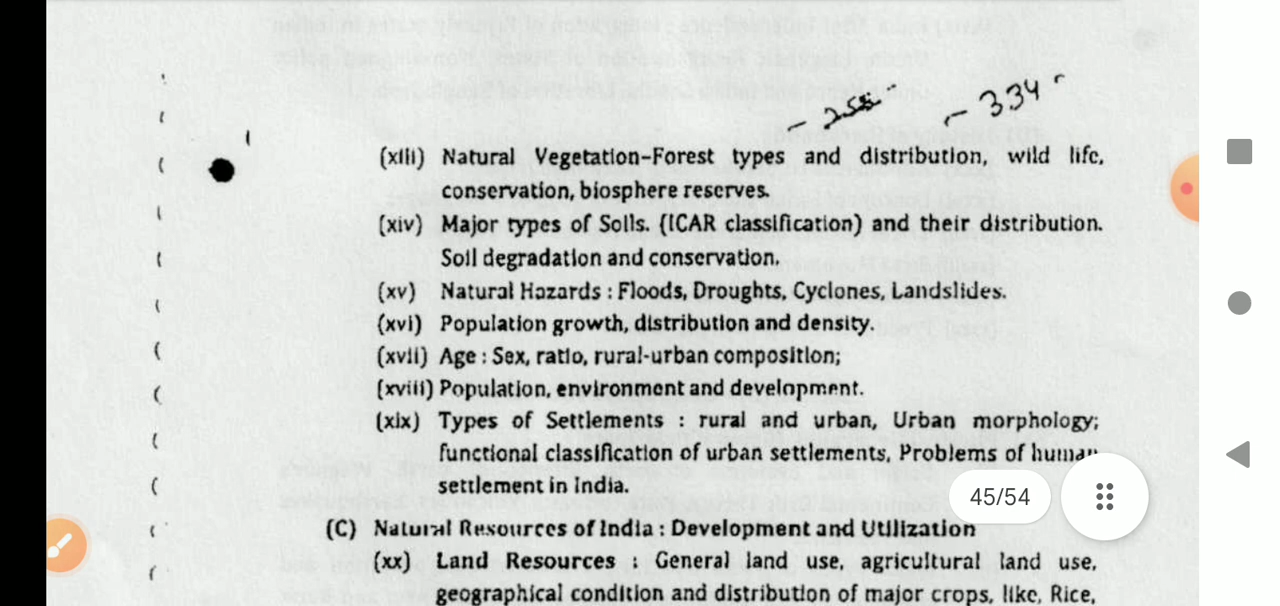 - 334
(xiii) Natural Vegetation-Forest types and distribution, wild life,
conservation, biosphere reserves.
(xiv) Major types of Soils. (ICAR classification) and their distribution.
Soil degradation and conservation.
(xv) Natural Hazards : Floods, Droughts, Cyclones, Landslides.
(xvi) Population growth, distribution and density.
(xvii) Age : Sex, ratio, rural-urban composition;
(xviii) Population, environment and development.
(xix) Types of Settlements : rural and urban, Urban morphology;
functional classification of urban settlements, Problems of human
settlement in India.
45/54
(C) Natural Resources of India : Development and Utilization
(xx) Land Resources : General land use, agricultural land use,
geographical condition and distribution of major crops, like, Rice,